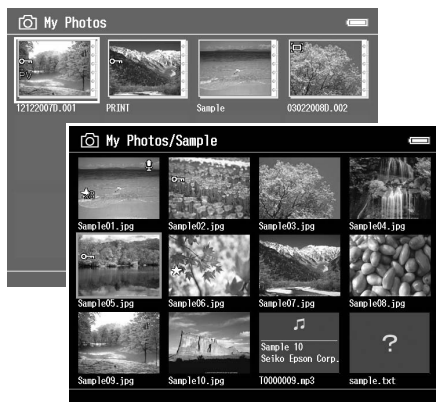 My Photos
12122007D.001 PRINT Sample 03022008D.002
My Photos/Sample
Sample01.jpg Sample02.jpg Sample03.jpg Sample04.jpg
Sample05.jpg Sample06.jpg Sample07.jpg Sample08.jpg
Sample 10
Seiko Epson Corp.
Sample09.jpg Sample10.jpg T0000009.mp3 sample.txt